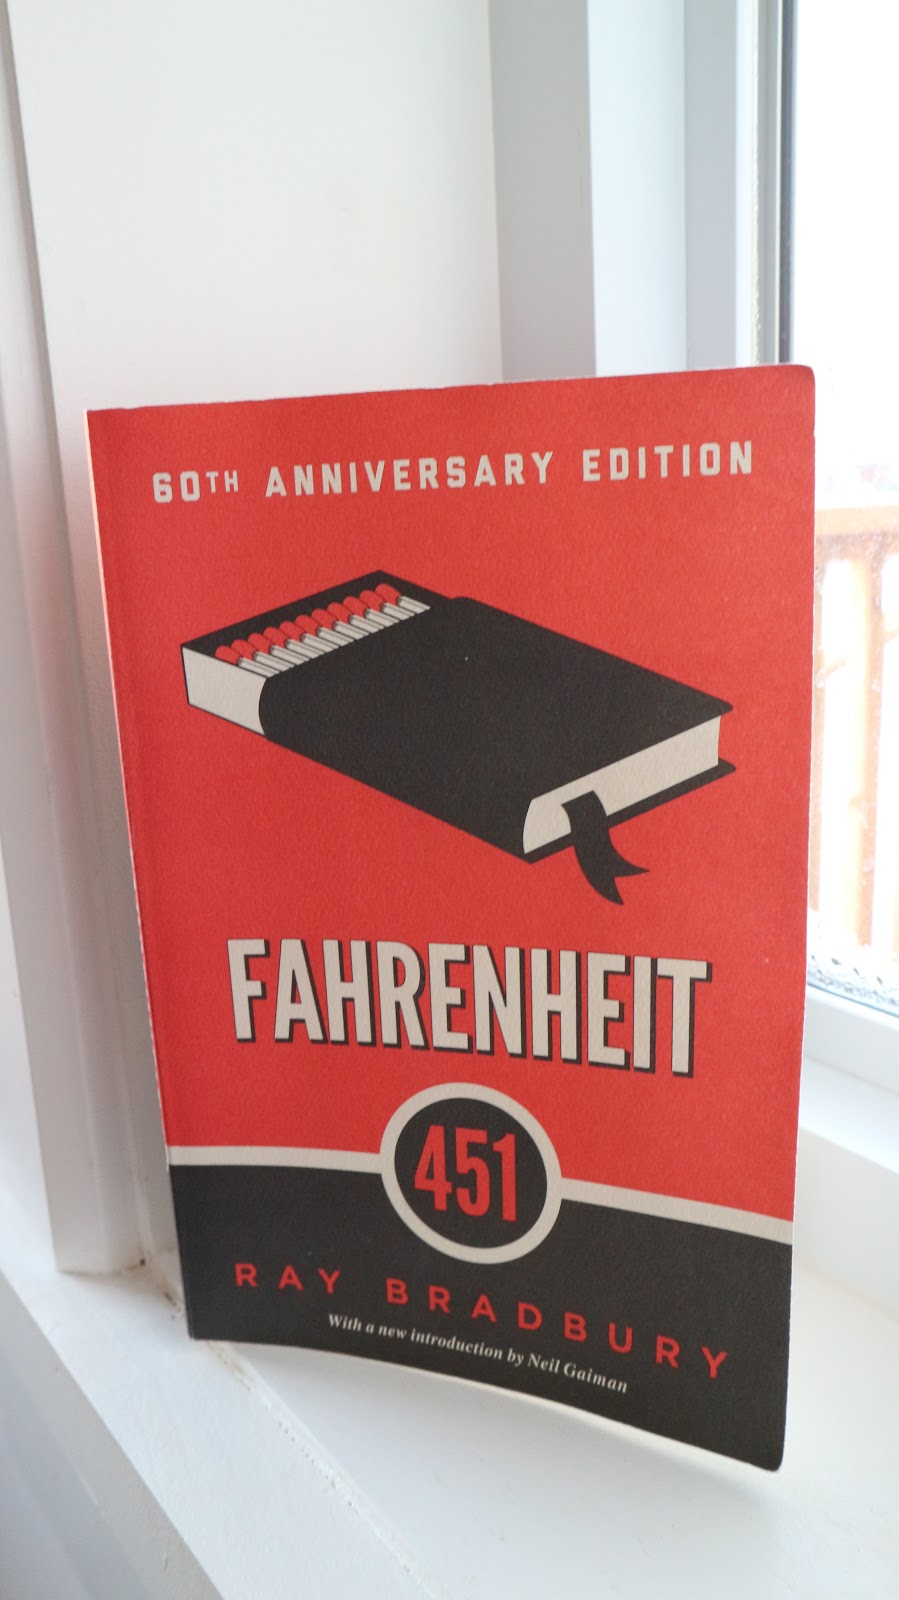 60TH ANNIVERSARY EDITION
FAHRENHEIT
451
RAY BRADBURY
With a new introduction by Neil Gaiman